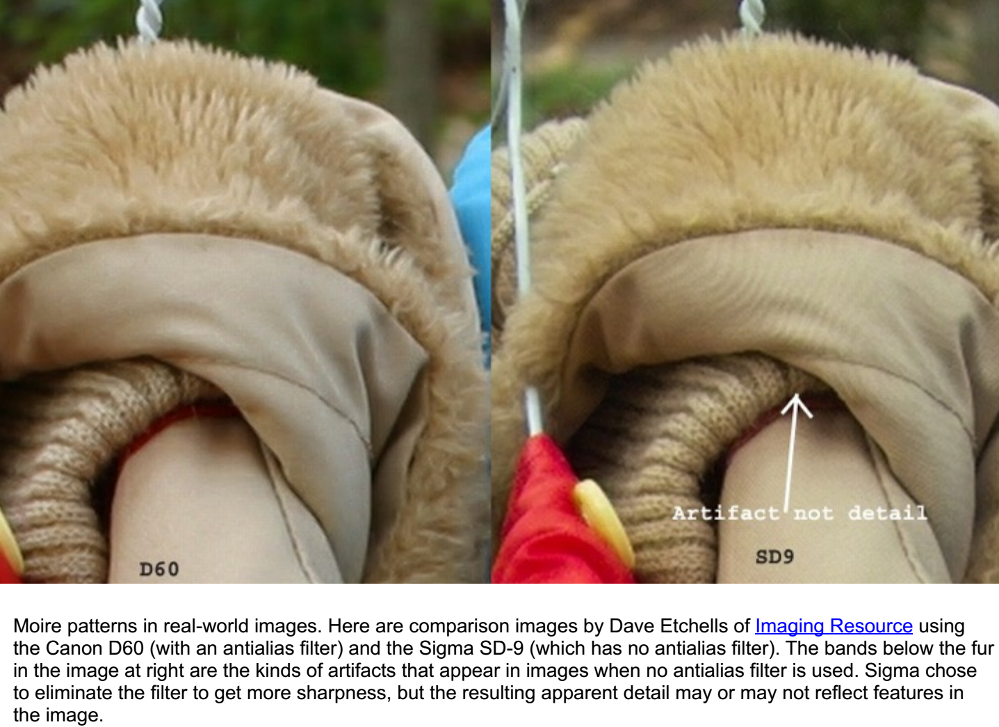 Artifact not detail
D60
SD9
Moire patterns in real-world images. Here are comparison images by Dave Etchells of Imaging Resource using
the Canon D60 (with an antialias filter) and the Sigma SD-9 (which has no antialias filter). The bands below the fur
in the image at right are the kinds of artifacts that appear in images when no antialias filter is used. Sigma chose
to eliminate the filter to get more sharpness, but the resulting apparent detail may or may not reflect features in
the image.